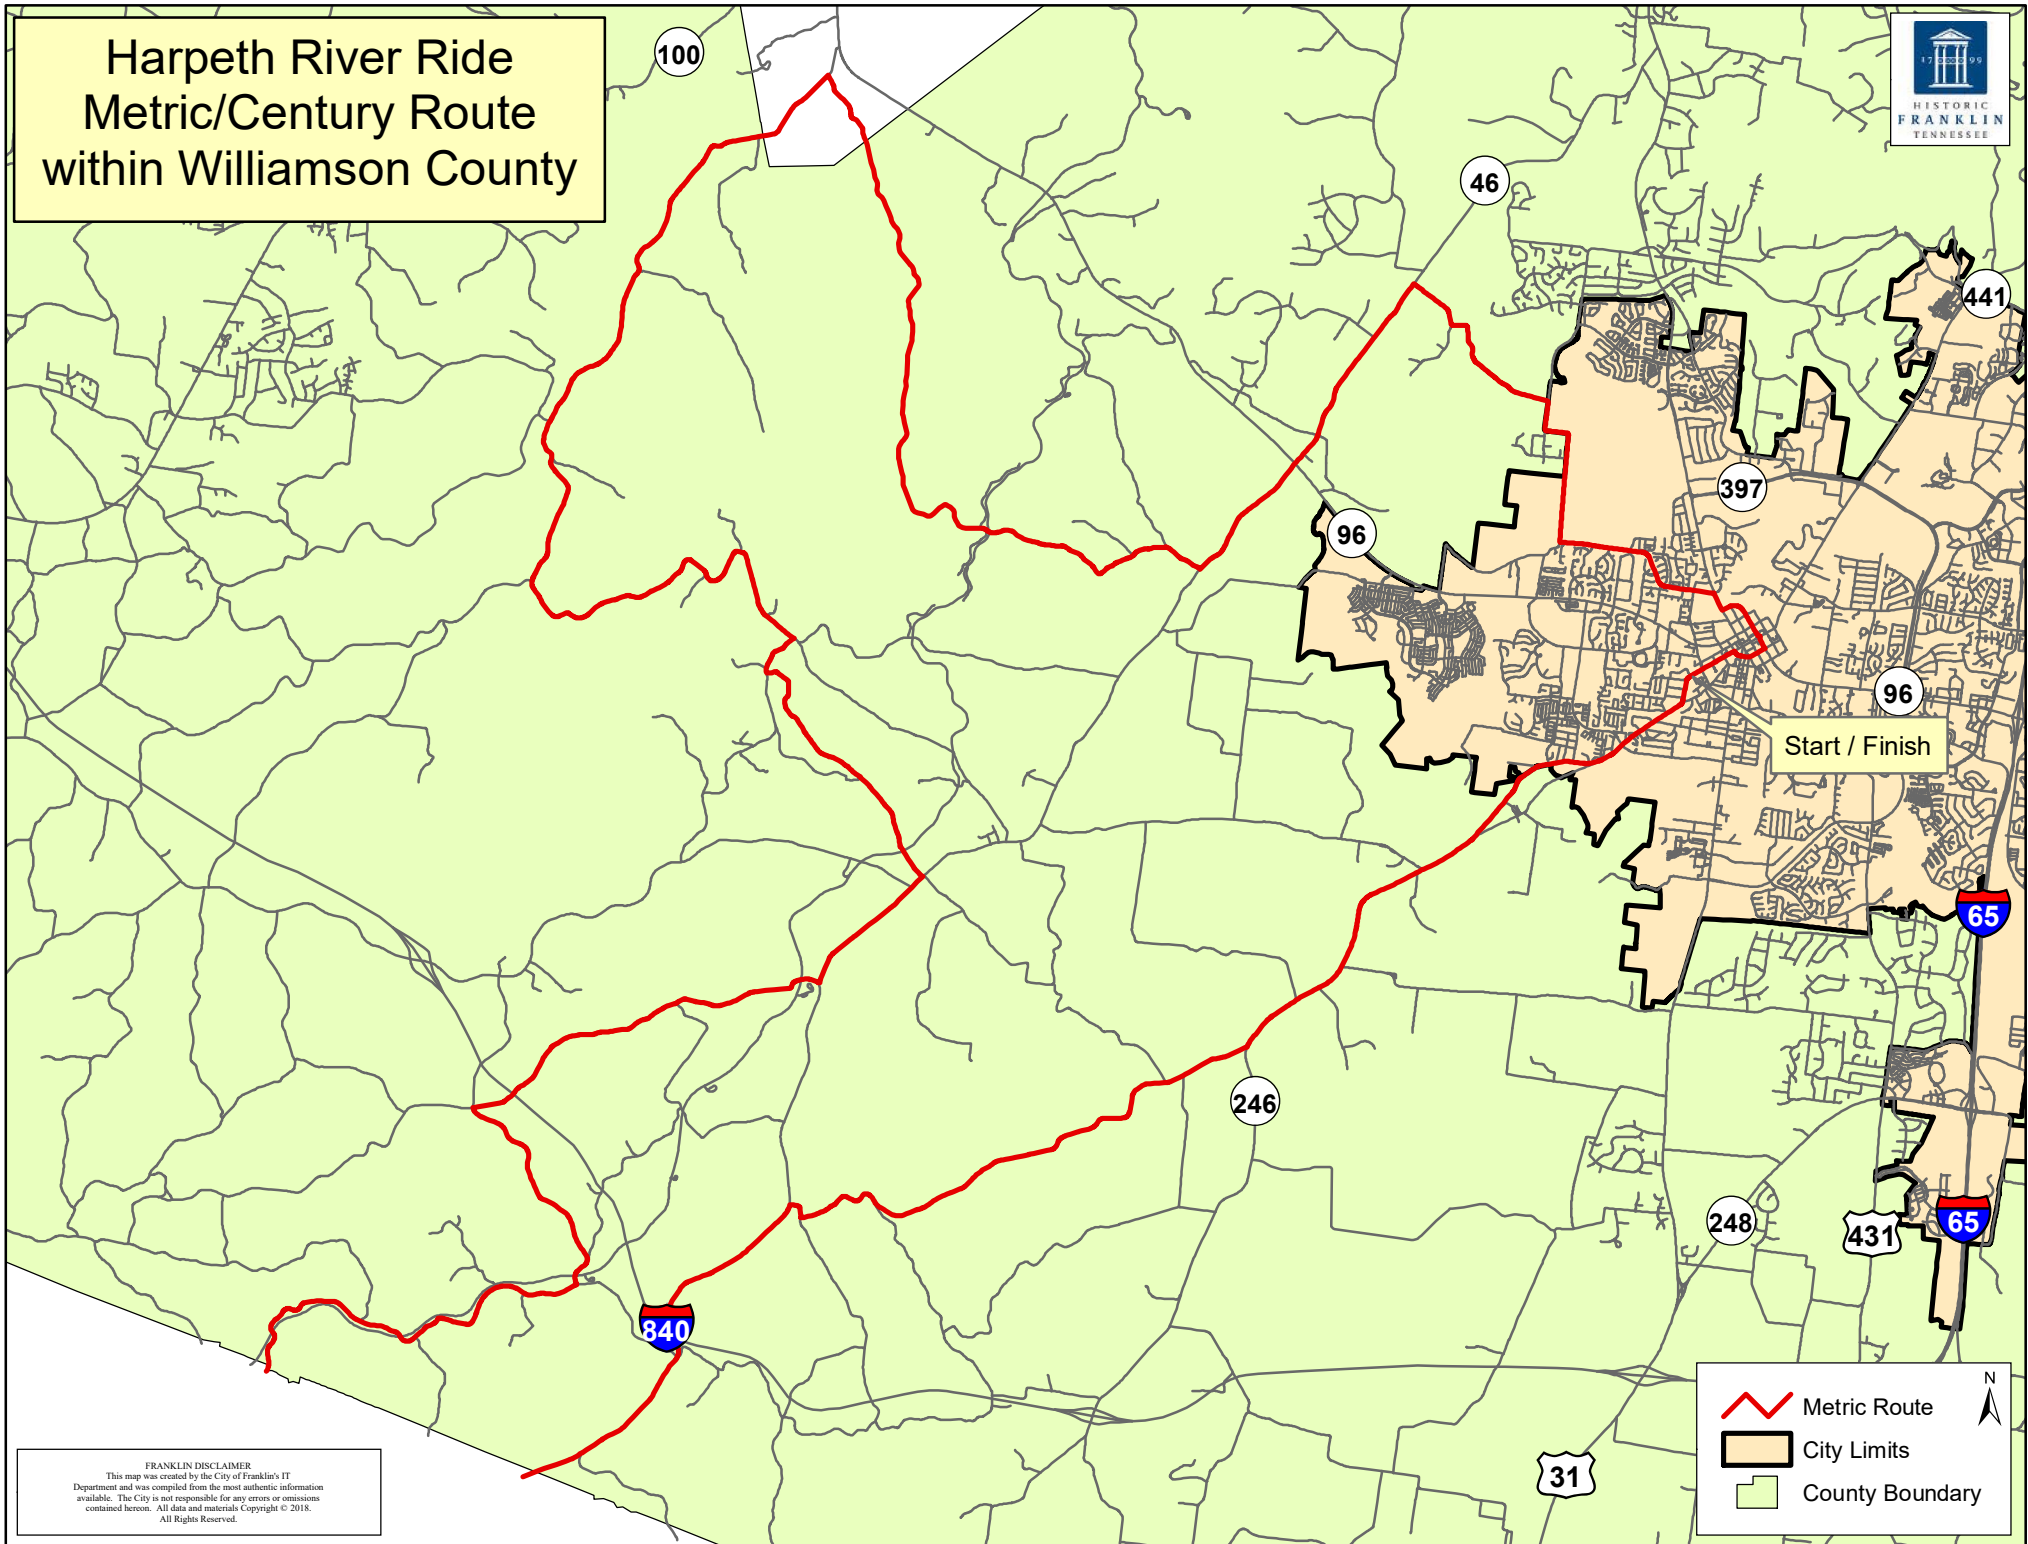 Harpeth River Ride
Metric/Century Route
within Williamson County
100
17 99
HISTORIC
FRANKLIN
TENNESSEE
46
441
397
96
96
Start / Finish
65
246
248
431
65
840
31
N
Metric Route
City Limits
County Boundary
FRANKLIN DISCLAIMER
This map was created by the City of Franklin's IT
Department and was compiled from the most authentic information
available. The City is not responsible for any errors or omissions
contained hereon. All data and materials Copyright © 2018.
All Rights Reserved.